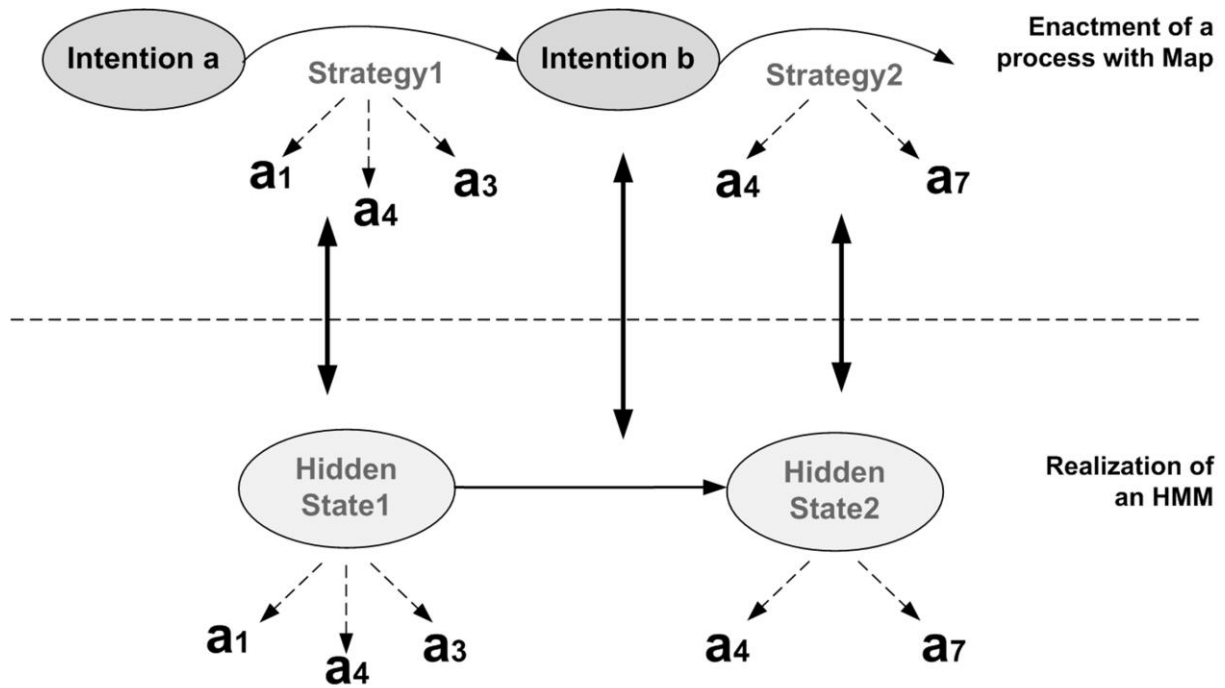 Intention a
Strategy1
Intention b
Strategy2
Enactment of a
process with Map
a1
a4
a3
a4
a7
Hidden
State1
Hidden
State2
Realization of
an HMM
a1
a4
a3
a4
a7